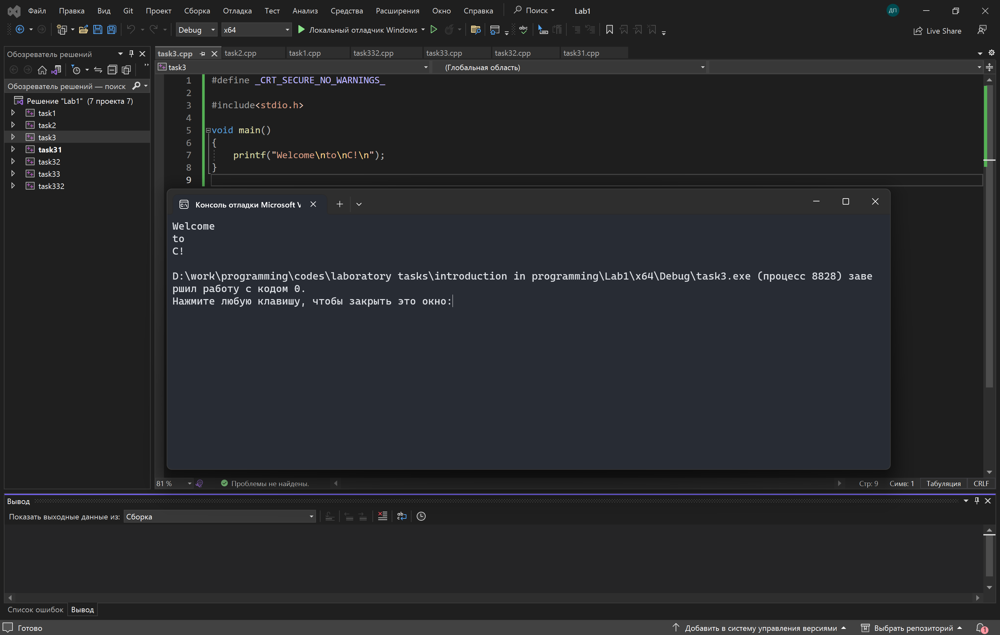 Файл Правка Вид Git Проект Сборка Отладка Тест Анализ Средства Расширения Окно Справка Поиск Lab1 ДП
Debug x64 Локальный отладчик Windows abc Live Share
Обозреватель решений
task3.cpp task2.cpp task1.cpp task332.cpp task33.cpp task32.cpp task31.cpp
task3 (Глобальная область)
Обозреватель решений — поиск
Решение "Lab1" (7 проекта 7)
task1
task2
task3
task31
task32
task33
task332
1 #define _CRT_SECURE_NO_WARNINGS_
2
3 #include<stdio.h>
4
5 void main()
6 {
7 printf("Welcome\nto\nC!\n");
8 }
9
C:\ Консоль отладки Microsoft V
Welcome
to
C!
D:\work\programming\codes\laboratory tasks\introduction in programming\Lab1\x64\Debug\task3.exe (процесс 8828) заве
ршил работу с кодом 0.
Нажмите любую клавишу, чтобы закрыть это окно:
81 % Проблемы не найдены. Стр: 9 Симв: 1 Табуляция CRLF
Вывод
Показать выходные данные из: Сборка
Список ошибок Вывод
Готово Добавить в систему управления версиями Выбрать репозиторий 1